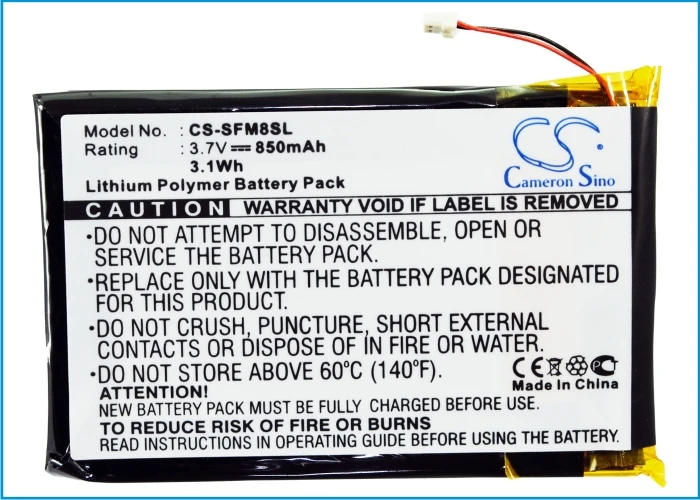 Model No. : CS-SFM8SL
Rating : 3.7V 850mAh
3.1Wh
Lithium Polymer Battery Pack
CS
Cameron Sino
CAUTION WARRANTY VOID IF LABEL IS REMOVED
•DO NOT ATTEMPT TO DISASSEMBLE, OPEN OR
SERVICE THE BATTERY PACK.
•REPLACE ONLY WITH THE BATTERY PACK DESIGNATED
FOR THIS MACHINE.
•DO NOT CRUSH, PUNCTURE, SHORT EXTERNAL
CONTACTS OR DISPOSE OF IN FIRE OR WATER.
•DO NOT STORE ABOVE 60°C (140°F).
CE
Made In China
ATTENTION!
NEW BATTERY PACK MUST BE FULLY CHARGED BEFORE USE.
TO REDUCE RISK OF FIRE OR BURNS
PLEASE READ INSTRUCTIONS GUIDE BEFORE USING THIS BATTERY.